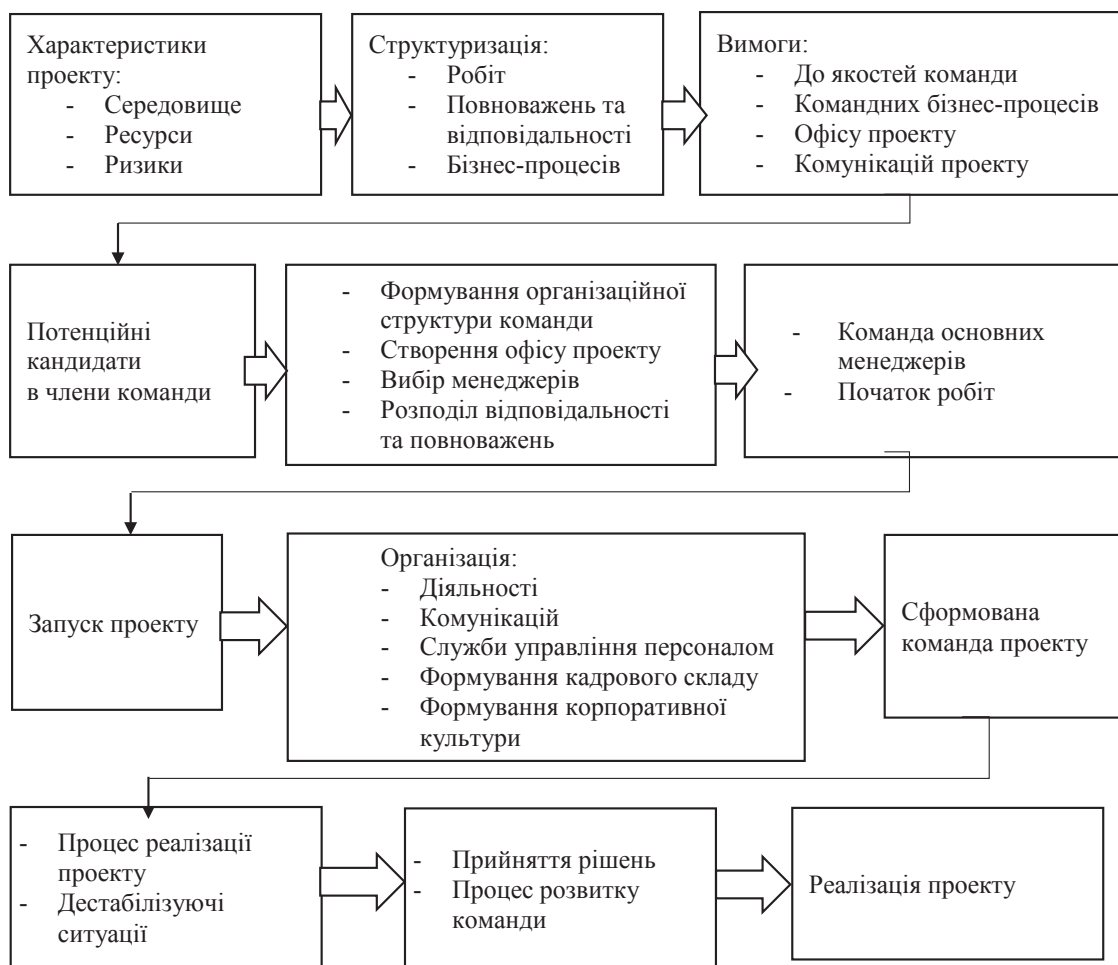 Характеристики
проекту:
- Середовище
- Ресурси
- Ризики
Структуризація:
- Робіт
- Повноважень та
відповідальності
- Бізнес-процесів
Вимоги:
- До якостей команди
- Командних бізнес-процесів
- Офісу проекту
- Комунікацій проекту
Потенційні
кандидати
в члени команди
- Формування організаційної
структури команди
- Створення офісу проекту
- Вибір менеджерів
- Розподіл відповідальності
та повноважень
- Команда основних
менеджерів
- Початок робіт
Запуск проекту
Організація:
- Діяльності
- Комунікацій
- Служби управління персоналом
- Формування кадрового складу
- Формування корпоративної
культури
Сформована
команда проекту
- Процес реалізації
проекту
- Дестабілізуючі
ситуації
- Прийняття рішень
- Процес розвитку
команди
Реалізація проекту